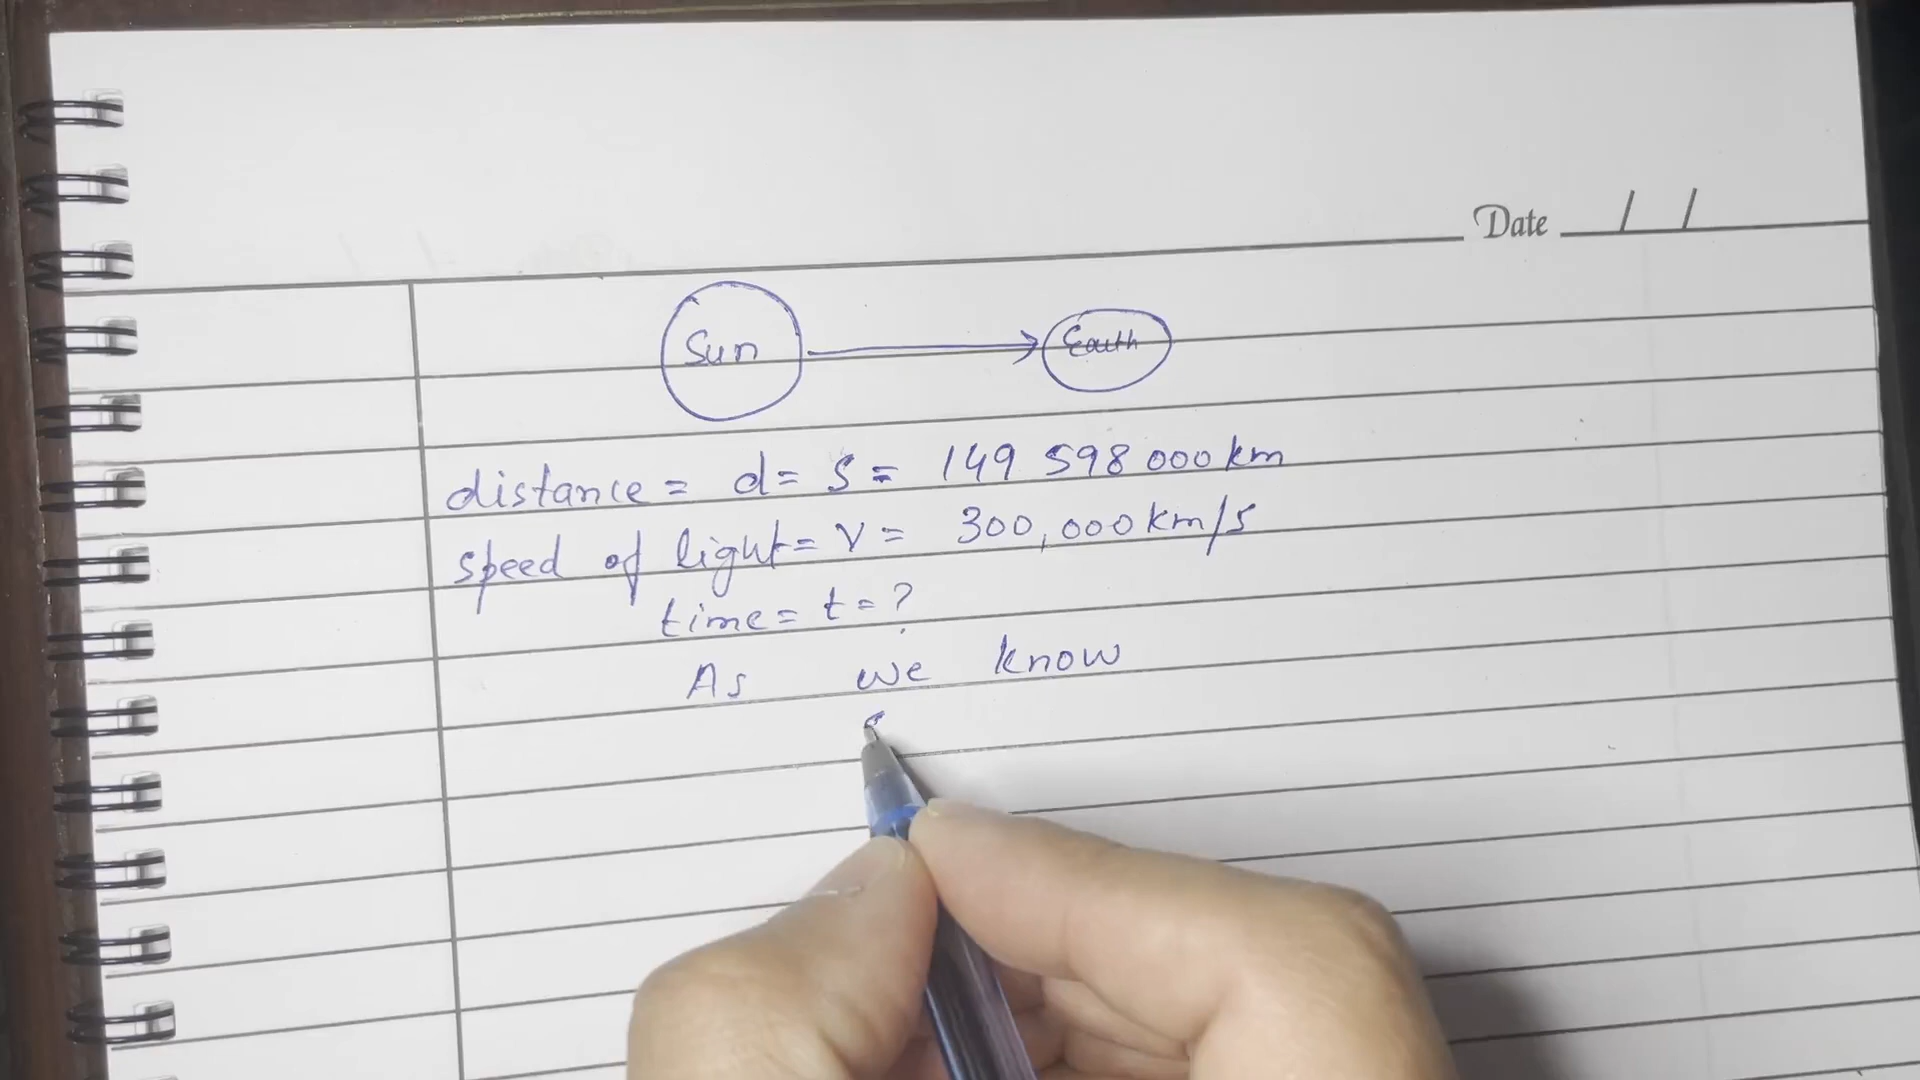 Date / /
Sun → Earth
distance = d = S = 149 598 000 km
speed of light = v = 300,000 km/s
time = t = ?
As we know